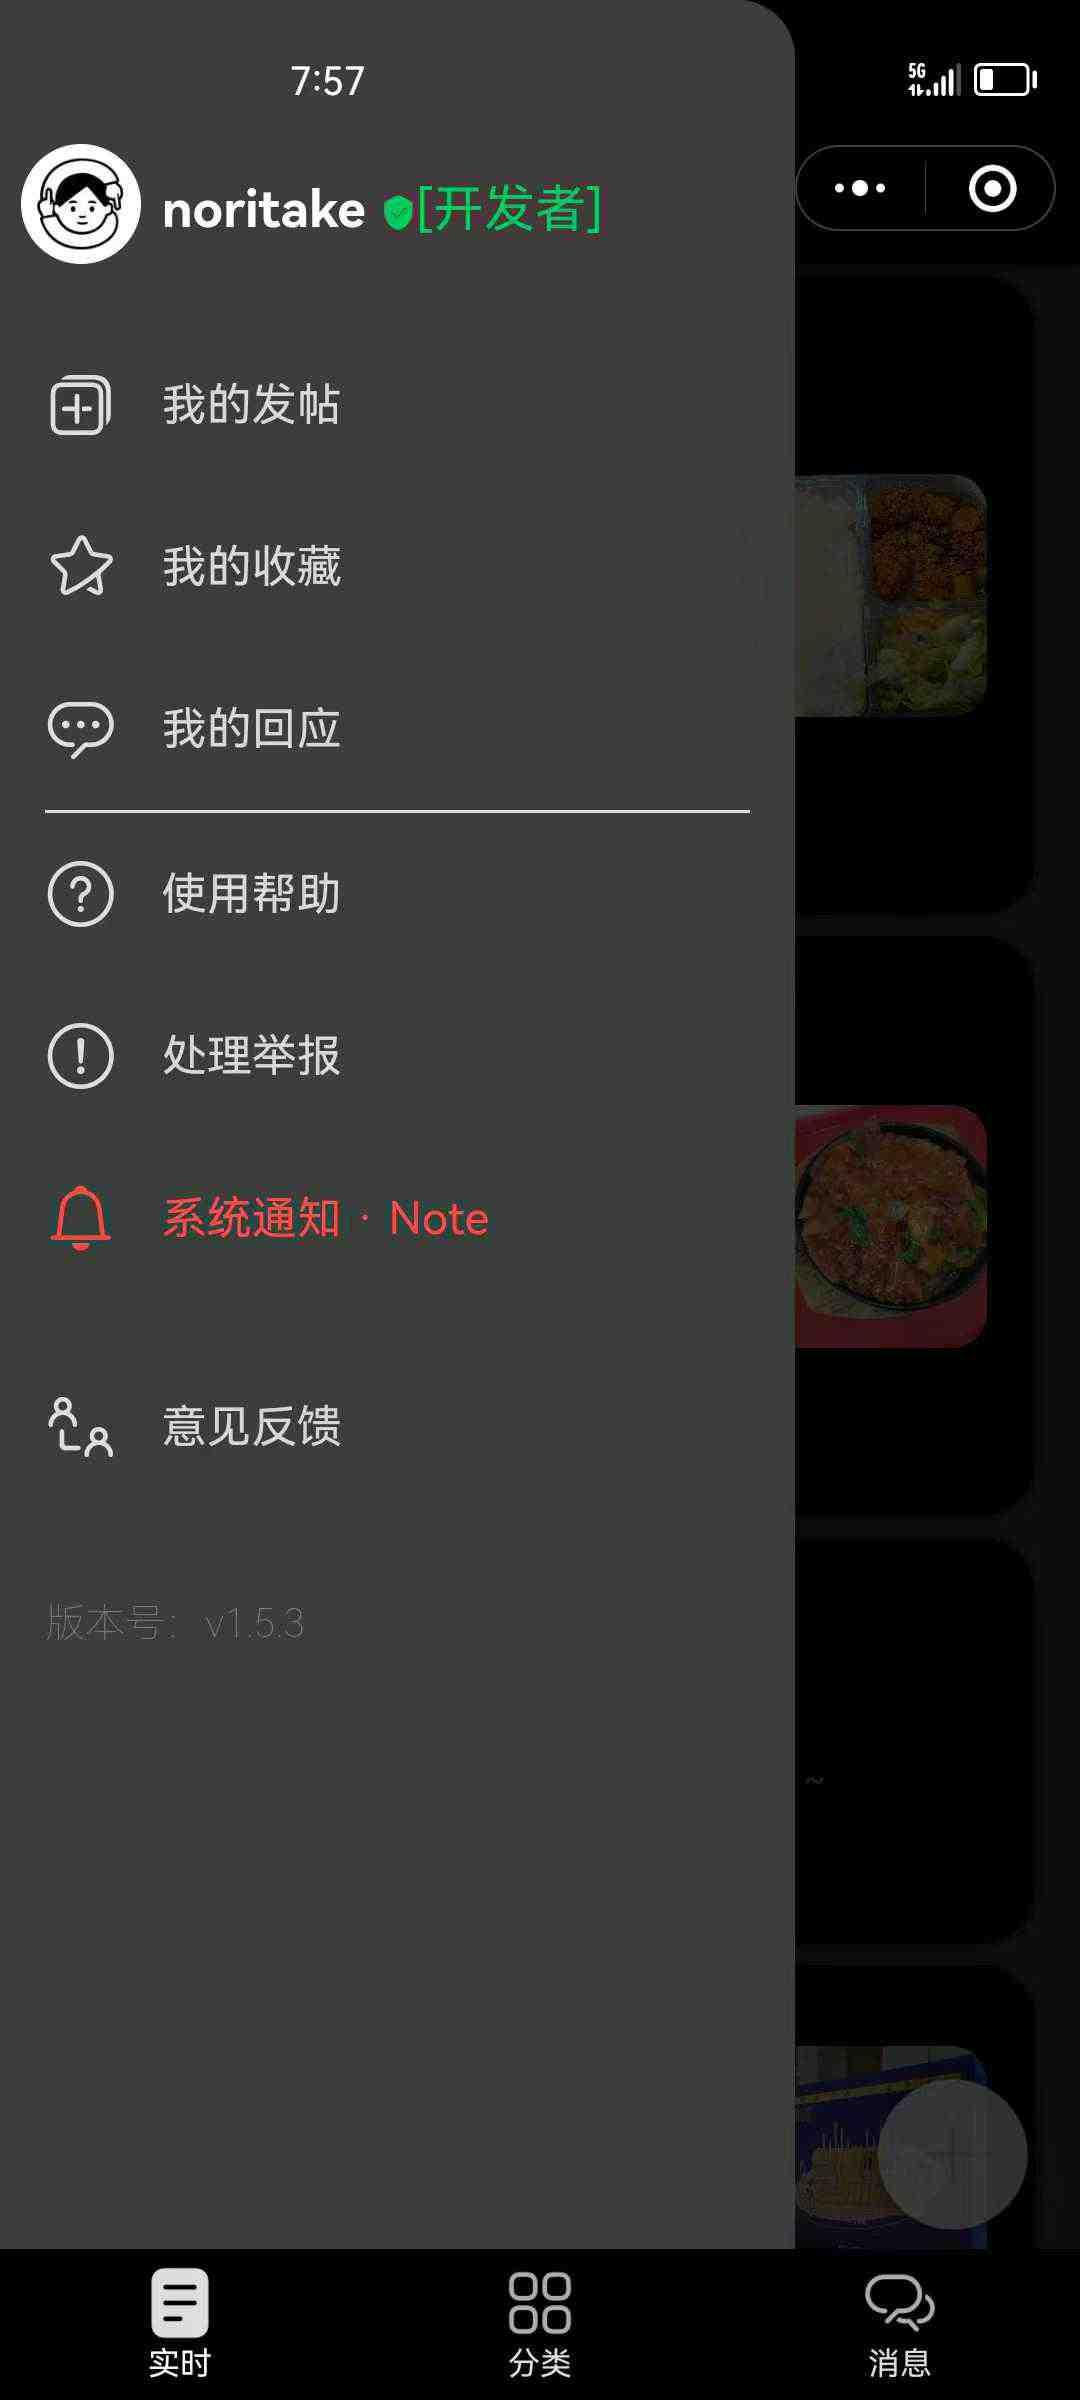 7:57
5G
noritake [开发者]
我的发帖
我的收藏
我的回应
使用帮助
处理举报
系统通知 · Note
意见反馈
版本号：v1.5.3
~
实时
分类
消息